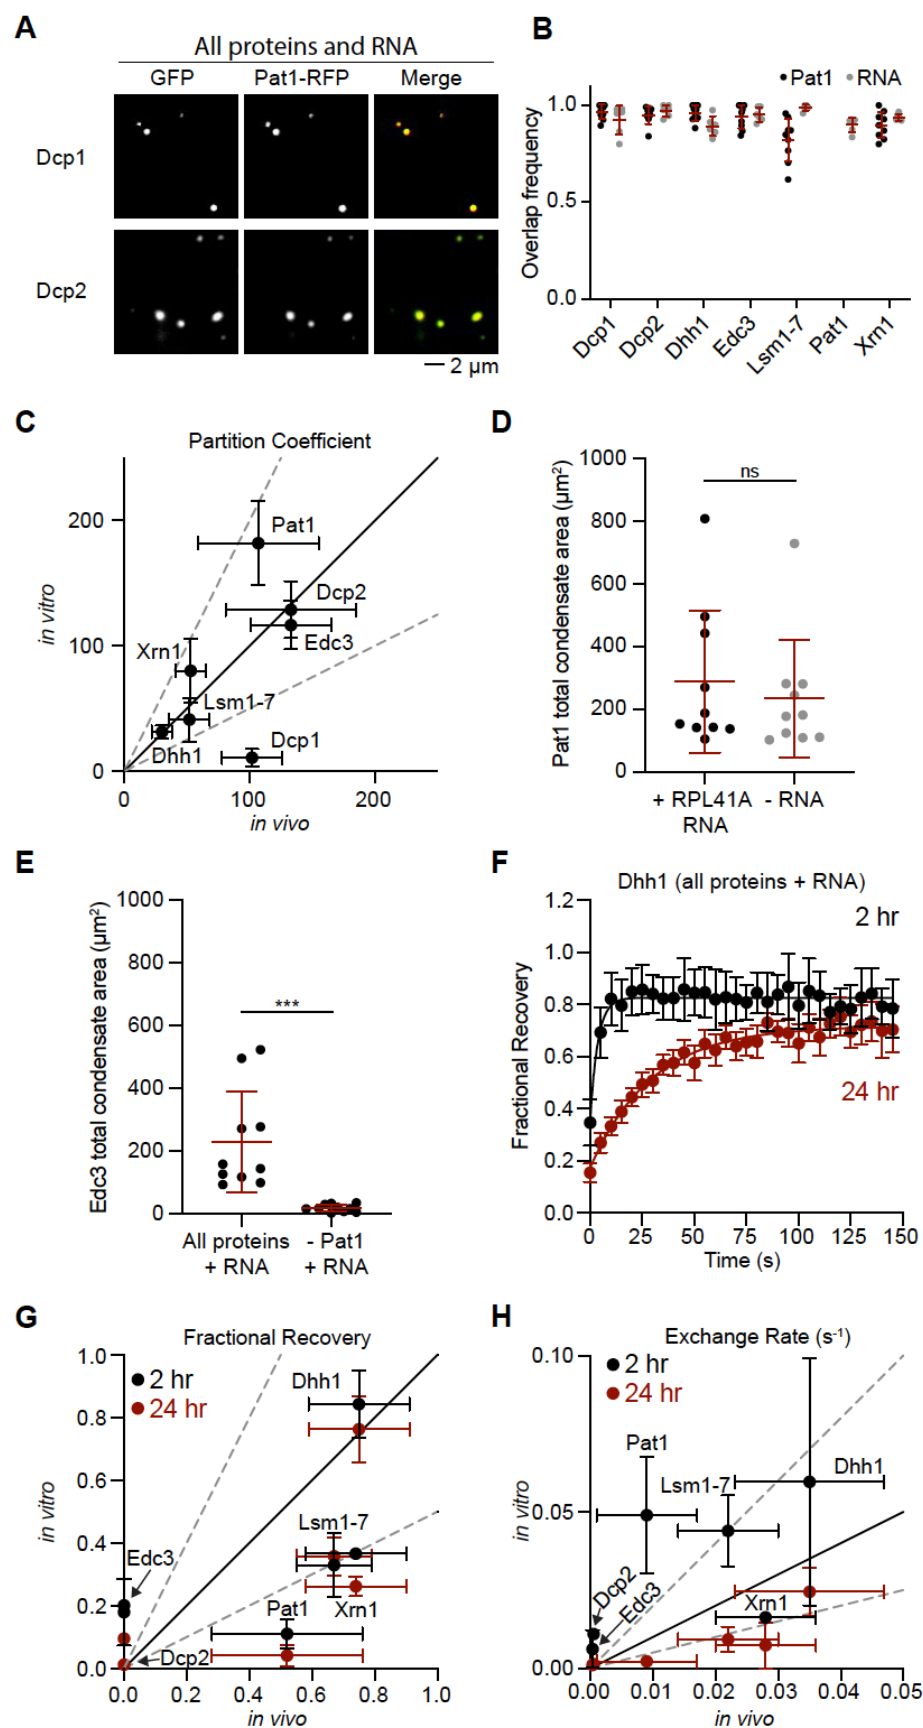 A
All proteins and RNA
GFP Pat1-RFP Merge
Dcp1
Dcp2
2 µm
B
Pat1 RNA
Overlap frequency
1.0
0.5
0.0
Dcp1 Dcp2 Dhh1 Edc3 Lsm1-7 Pat1 Xrn1
C
Partition Coefficient
in vitro
200
100
0
Pat1
Dcp2
Edc3
Xrn1
Lsm1-7
Dhh1
Dcp1
0 100 200
in vivo
D
Pat1 total condensate area (µm²)
1000
800
600
400
200
0
ns
+ RPL41A - RNA
RNA
E
Edc3 total condensate area (µm²)
1000
800
600
400
200
0
***
All proteins - Pat1
+ RNA + RNA
F
Dhh1 (all proteins + RNA)
Fractional Recovery
1.2
1.0
0.8
0.6
0.4
0.2
0.0
2 hr
24 hr
0 25 50 75 100 125 150
Time (s)
G
Fractional Recovery
in vitro
1.0
0.8
0.6
0.4
0.2
0.0
2 hr
24 hr
Dhh1
Lsm1-7
Edc3
Pat1
Xrn1
Dcp2
0.0 0.2 0.4 0.6 0.8 1.0
in vivo
H
Exchange Rate (s⁻¹)
in vitro
0.10
0.05
0.00
2 hr
24 hr
Pat1
Lsm1-7
Dhh1
Dcp2
Edc3
Xrn1
0.00 0.01 0.02 0.03 0.04 0.05
in vivo